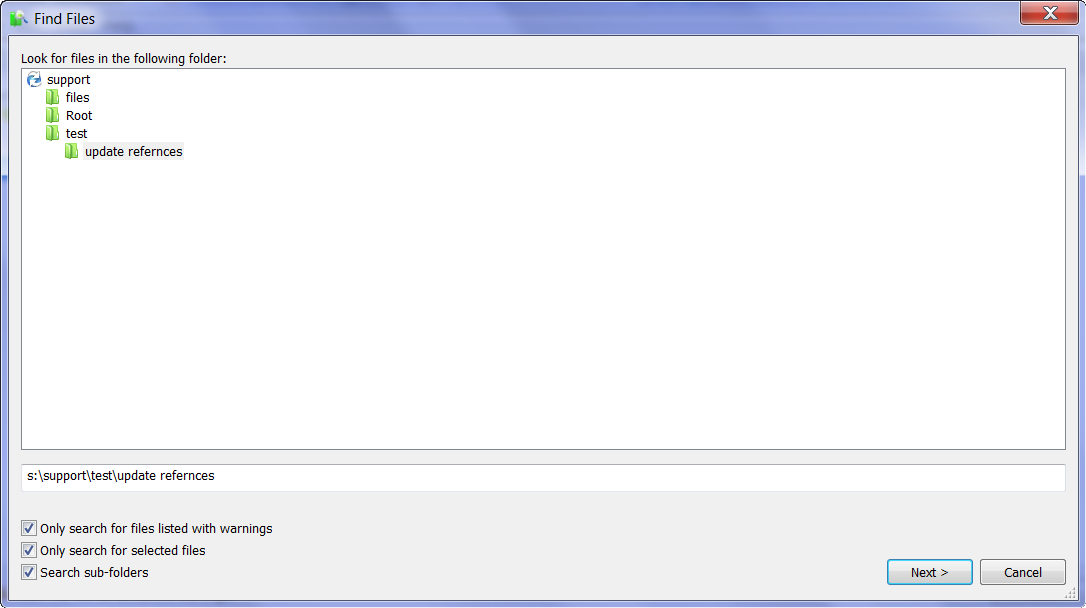 Find Files
Look for files in the following folder:
support
files
Root
test
update refernces
s:\support\test\update refernces
Only search for files listed with warnings
Only search for selected files
Search sub-folders
Next >
Cancel